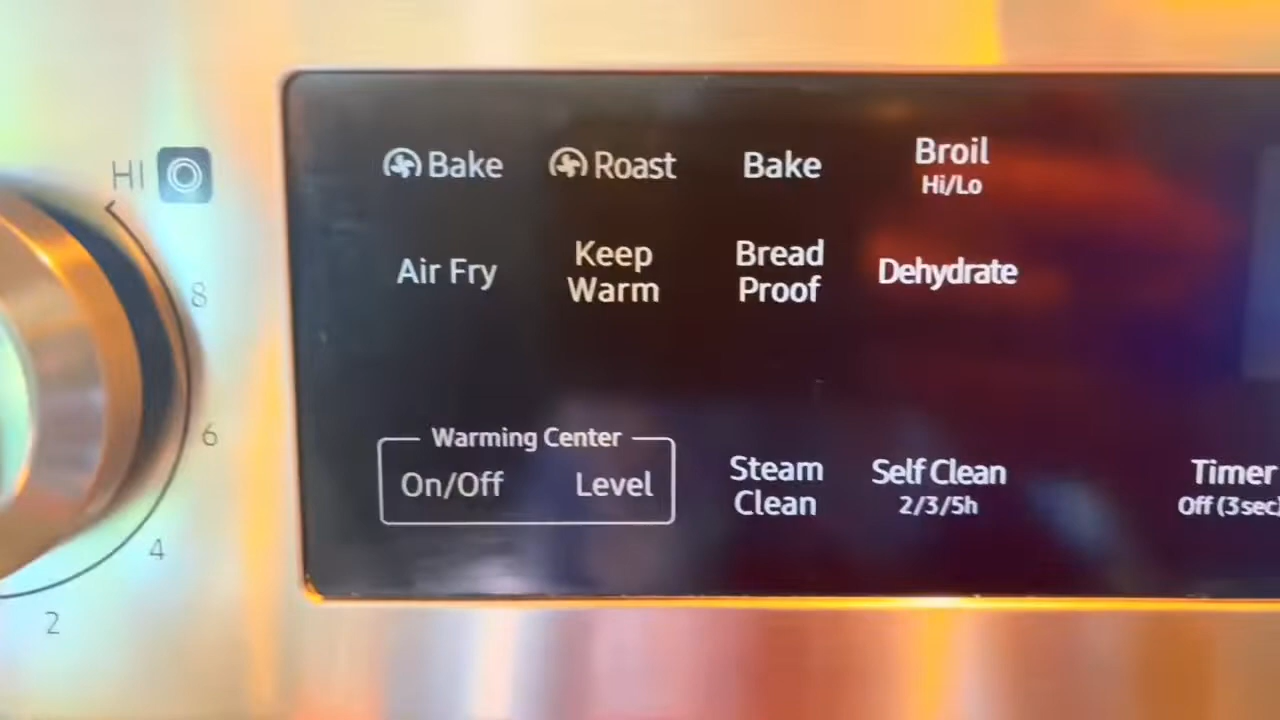 HI
8
6
4
2
Bake
Roast
Bake
Broil
Hi/Lo
Air Fry
Keep
Warm
Bread
Proof
Dehydrate
Warming Center
On/Off
Level
Steam
Clean
Self Clean
2/3/5h
Timer
Off (3sec)